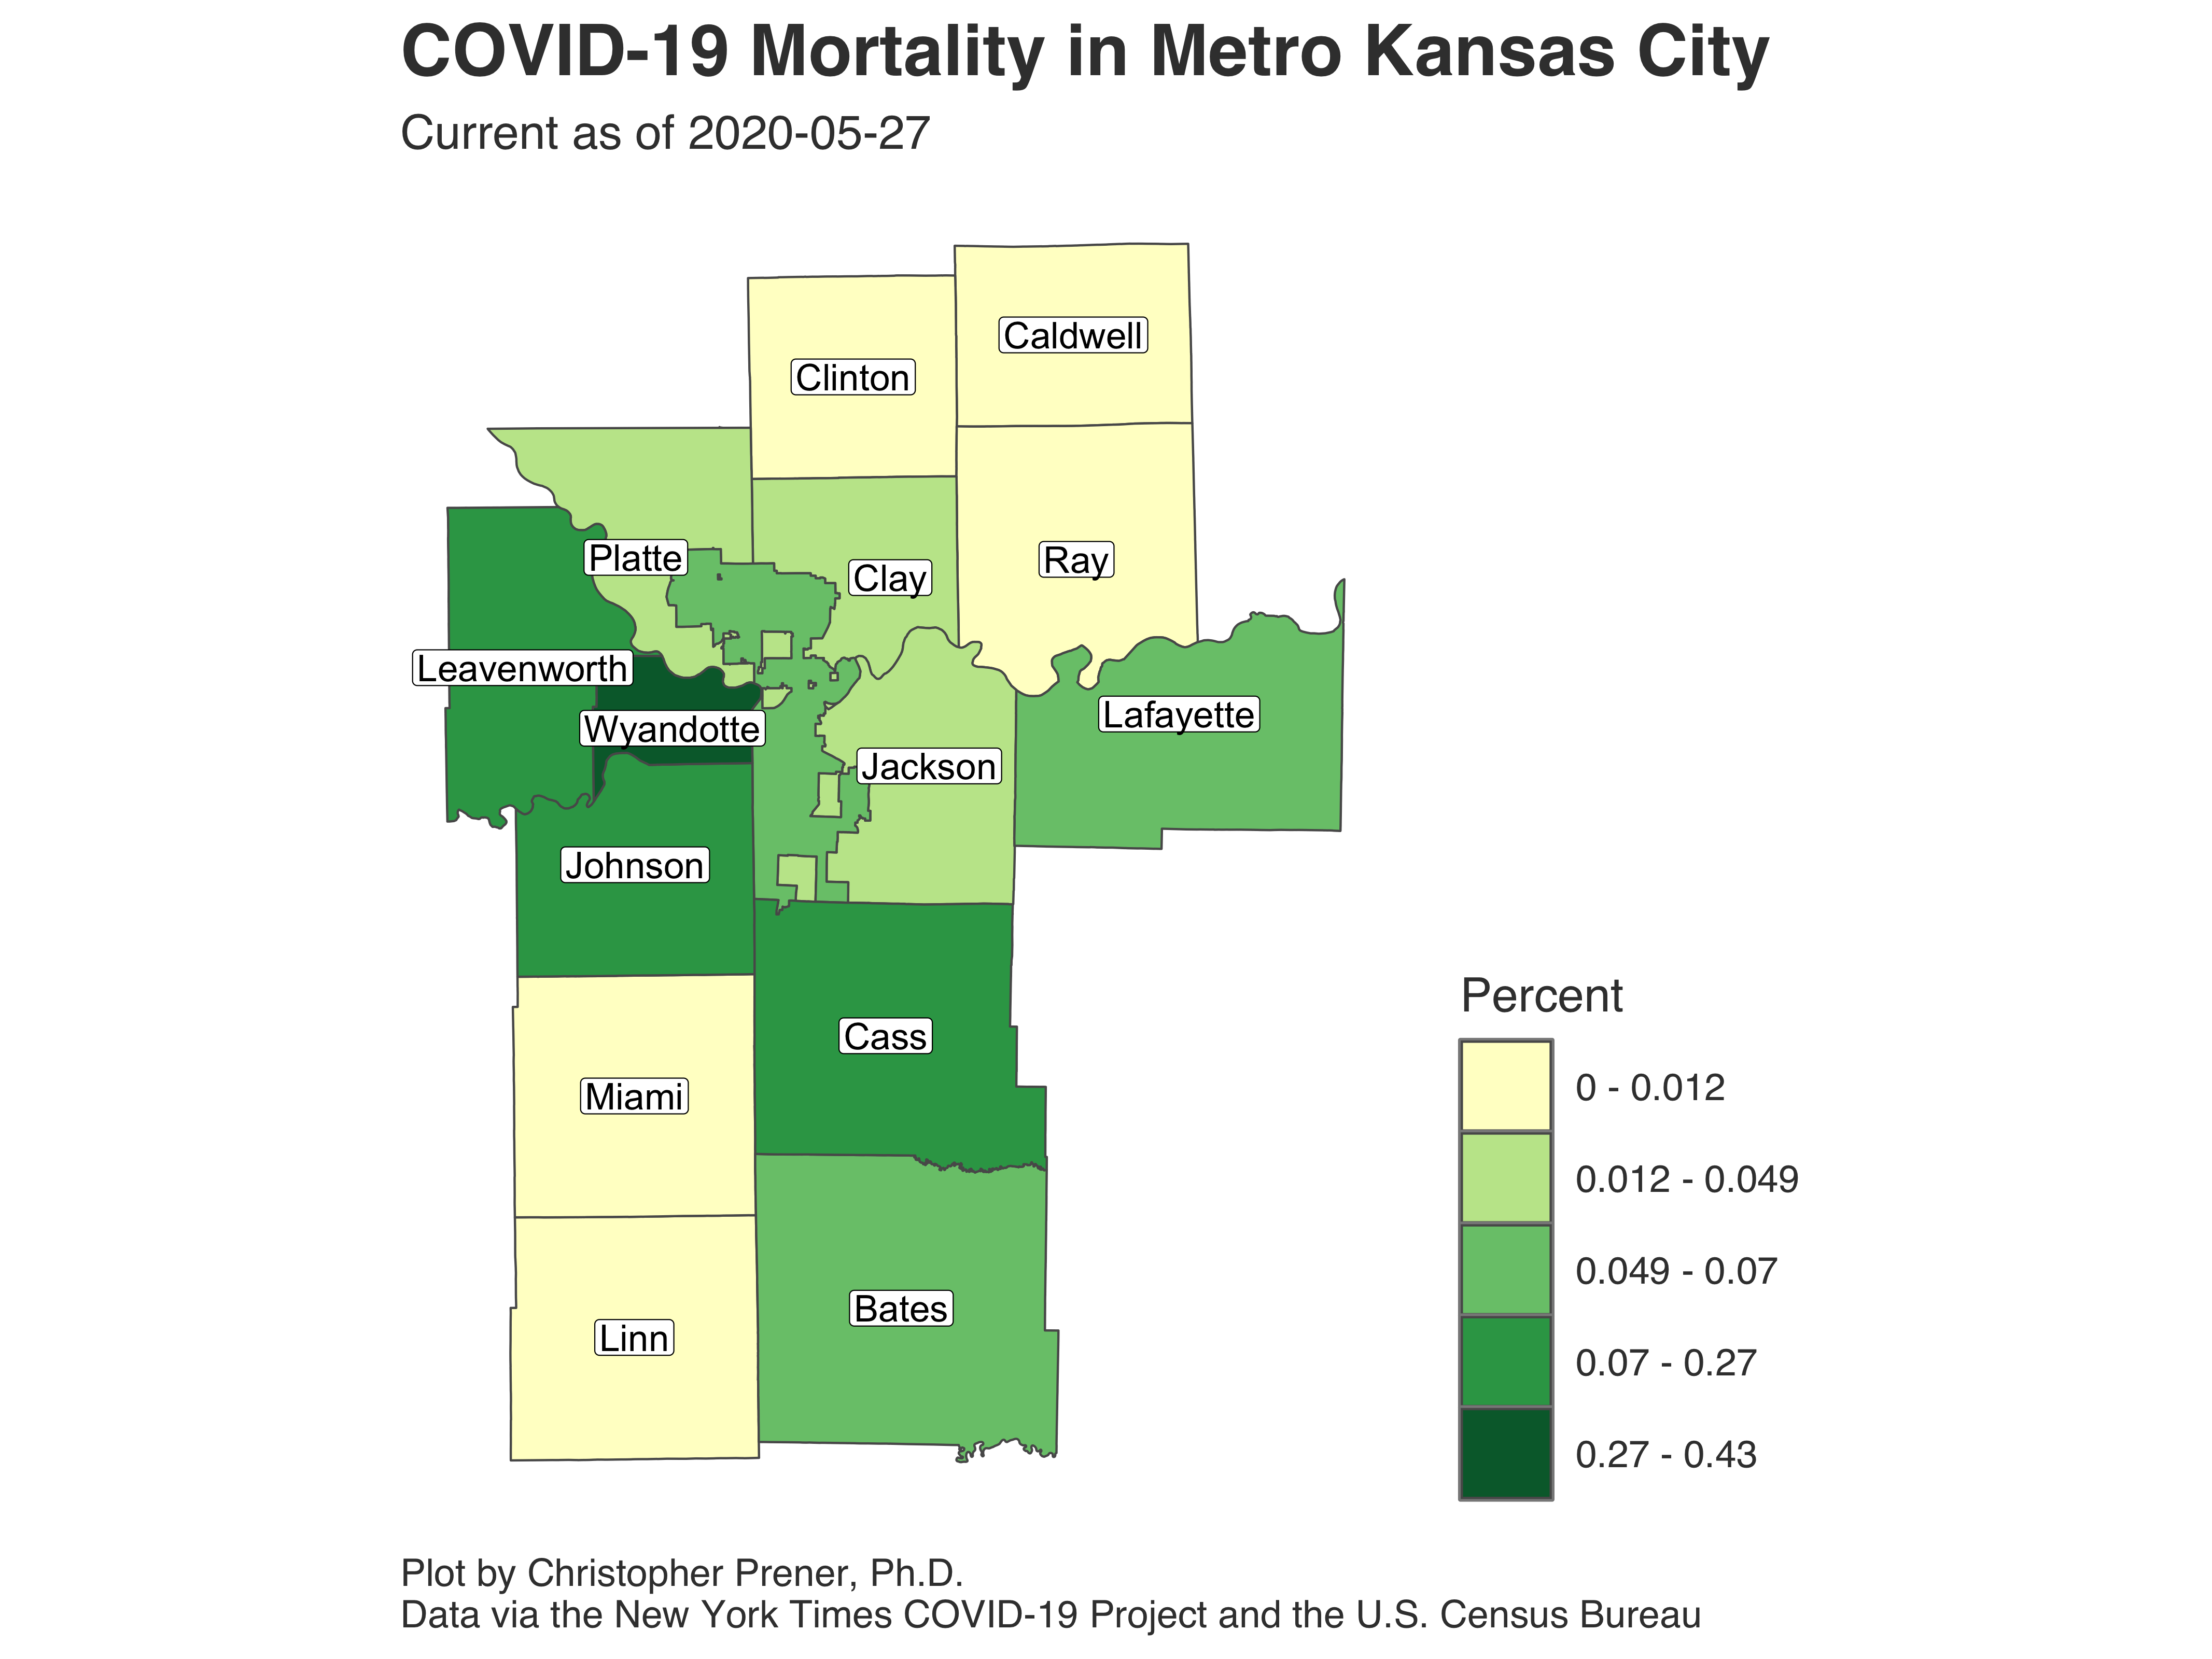 COVID-19 Mortality in Metro Kansas City
Current as of 2020-05-27
Caldwell
Clinton
Platte
Clay
Ray
Leavenworth
Wyandotte
Lafayette
Jackson
Johnson
Cass
Miami
Bates
Linn
Percent
0 - 0.012
0.012 - 0.049
0.049 - 0.07
0.07 - 0.27
0.27 - 0.43
Plot by Christopher Prener, Ph.D.
Data via the New York Times COVID-19 Project and the U.S. Census Bureau